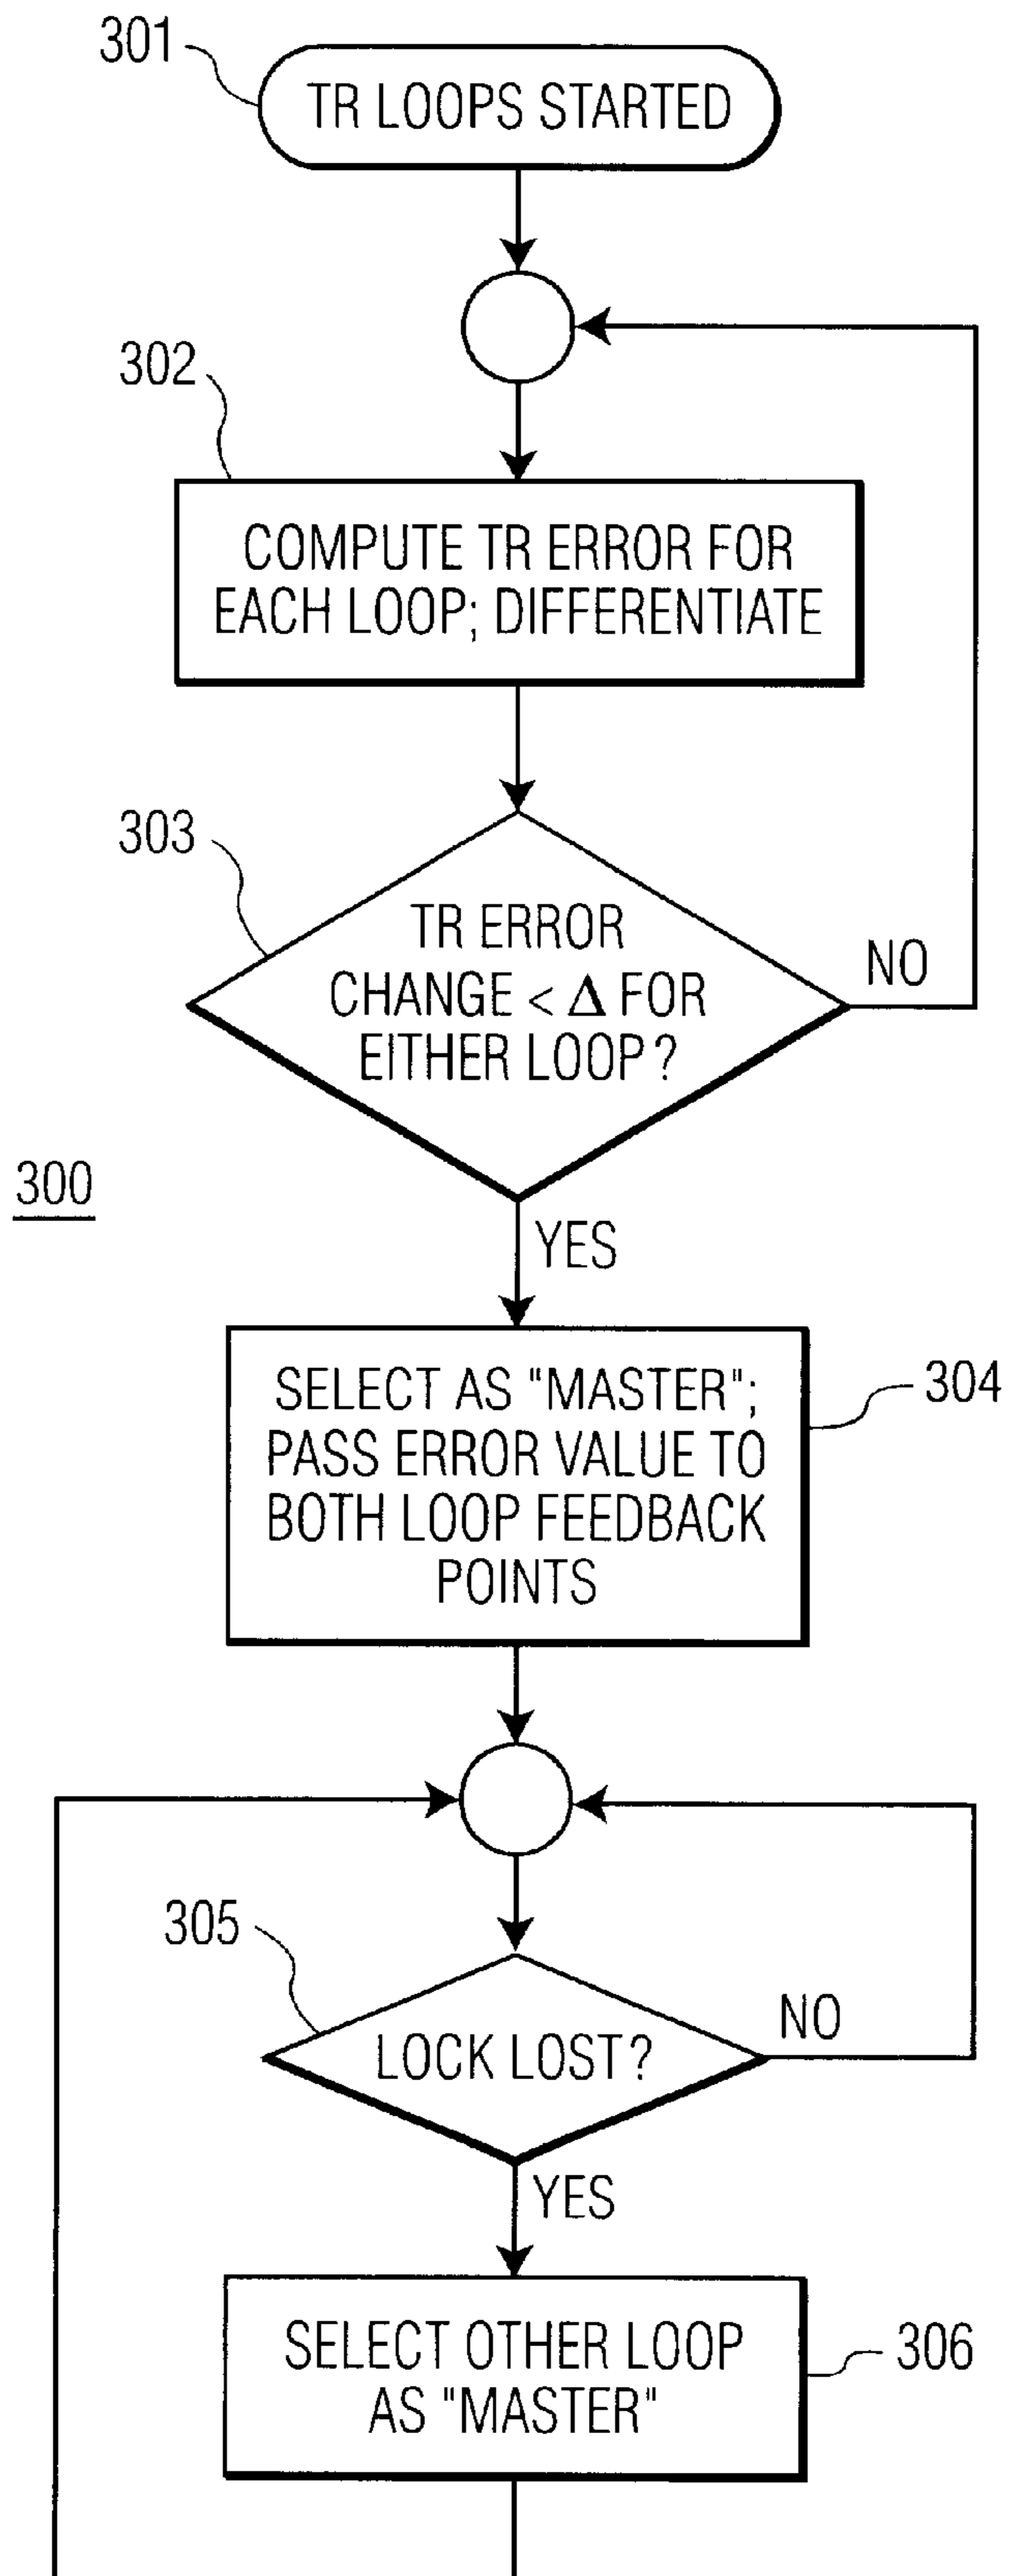 301
TR LOOPS STARTED
302
COMPUTE TR ERROR FOR
EACH LOOP; DIFFERENTIATE
303
TR ERROR
CHANGE < Δ FOR
EITHER LOOP?
NO
300
YES
SELECT AS "MASTER";
PASS ERROR VALUE TO
BOTH LOOP FEEDBACK
POINTS
304
305
LOCK LOST?
NO
YES
SELECT OTHER LOOP
AS "MASTER"
306